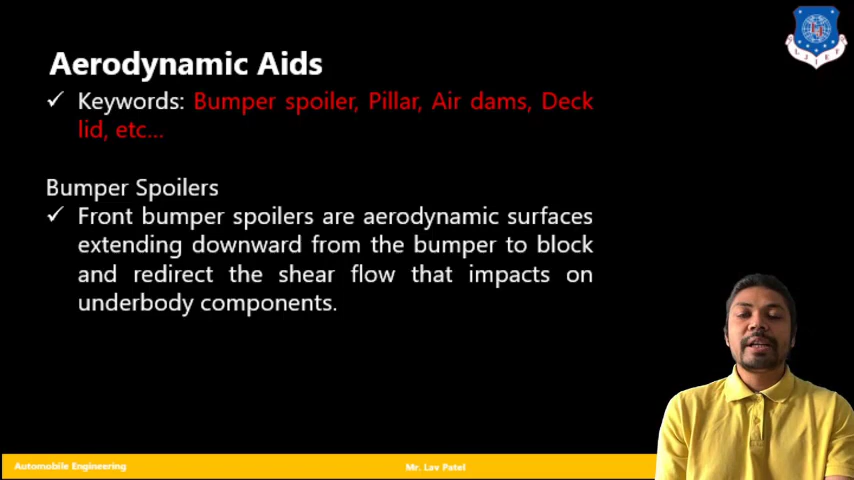 Aerodynamic Aids
✓ Keywords: Bumper spoiler, Pillar, Air dams, Deck
lid, etc...
Bumper Spoilers
✓ Front bumper spoilers are aerodynamic surfaces
extending downward from the bumper to block
and redirect the shear flow that impacts on
underbody components.
Automobile Engineering
Mr. Lav Patel